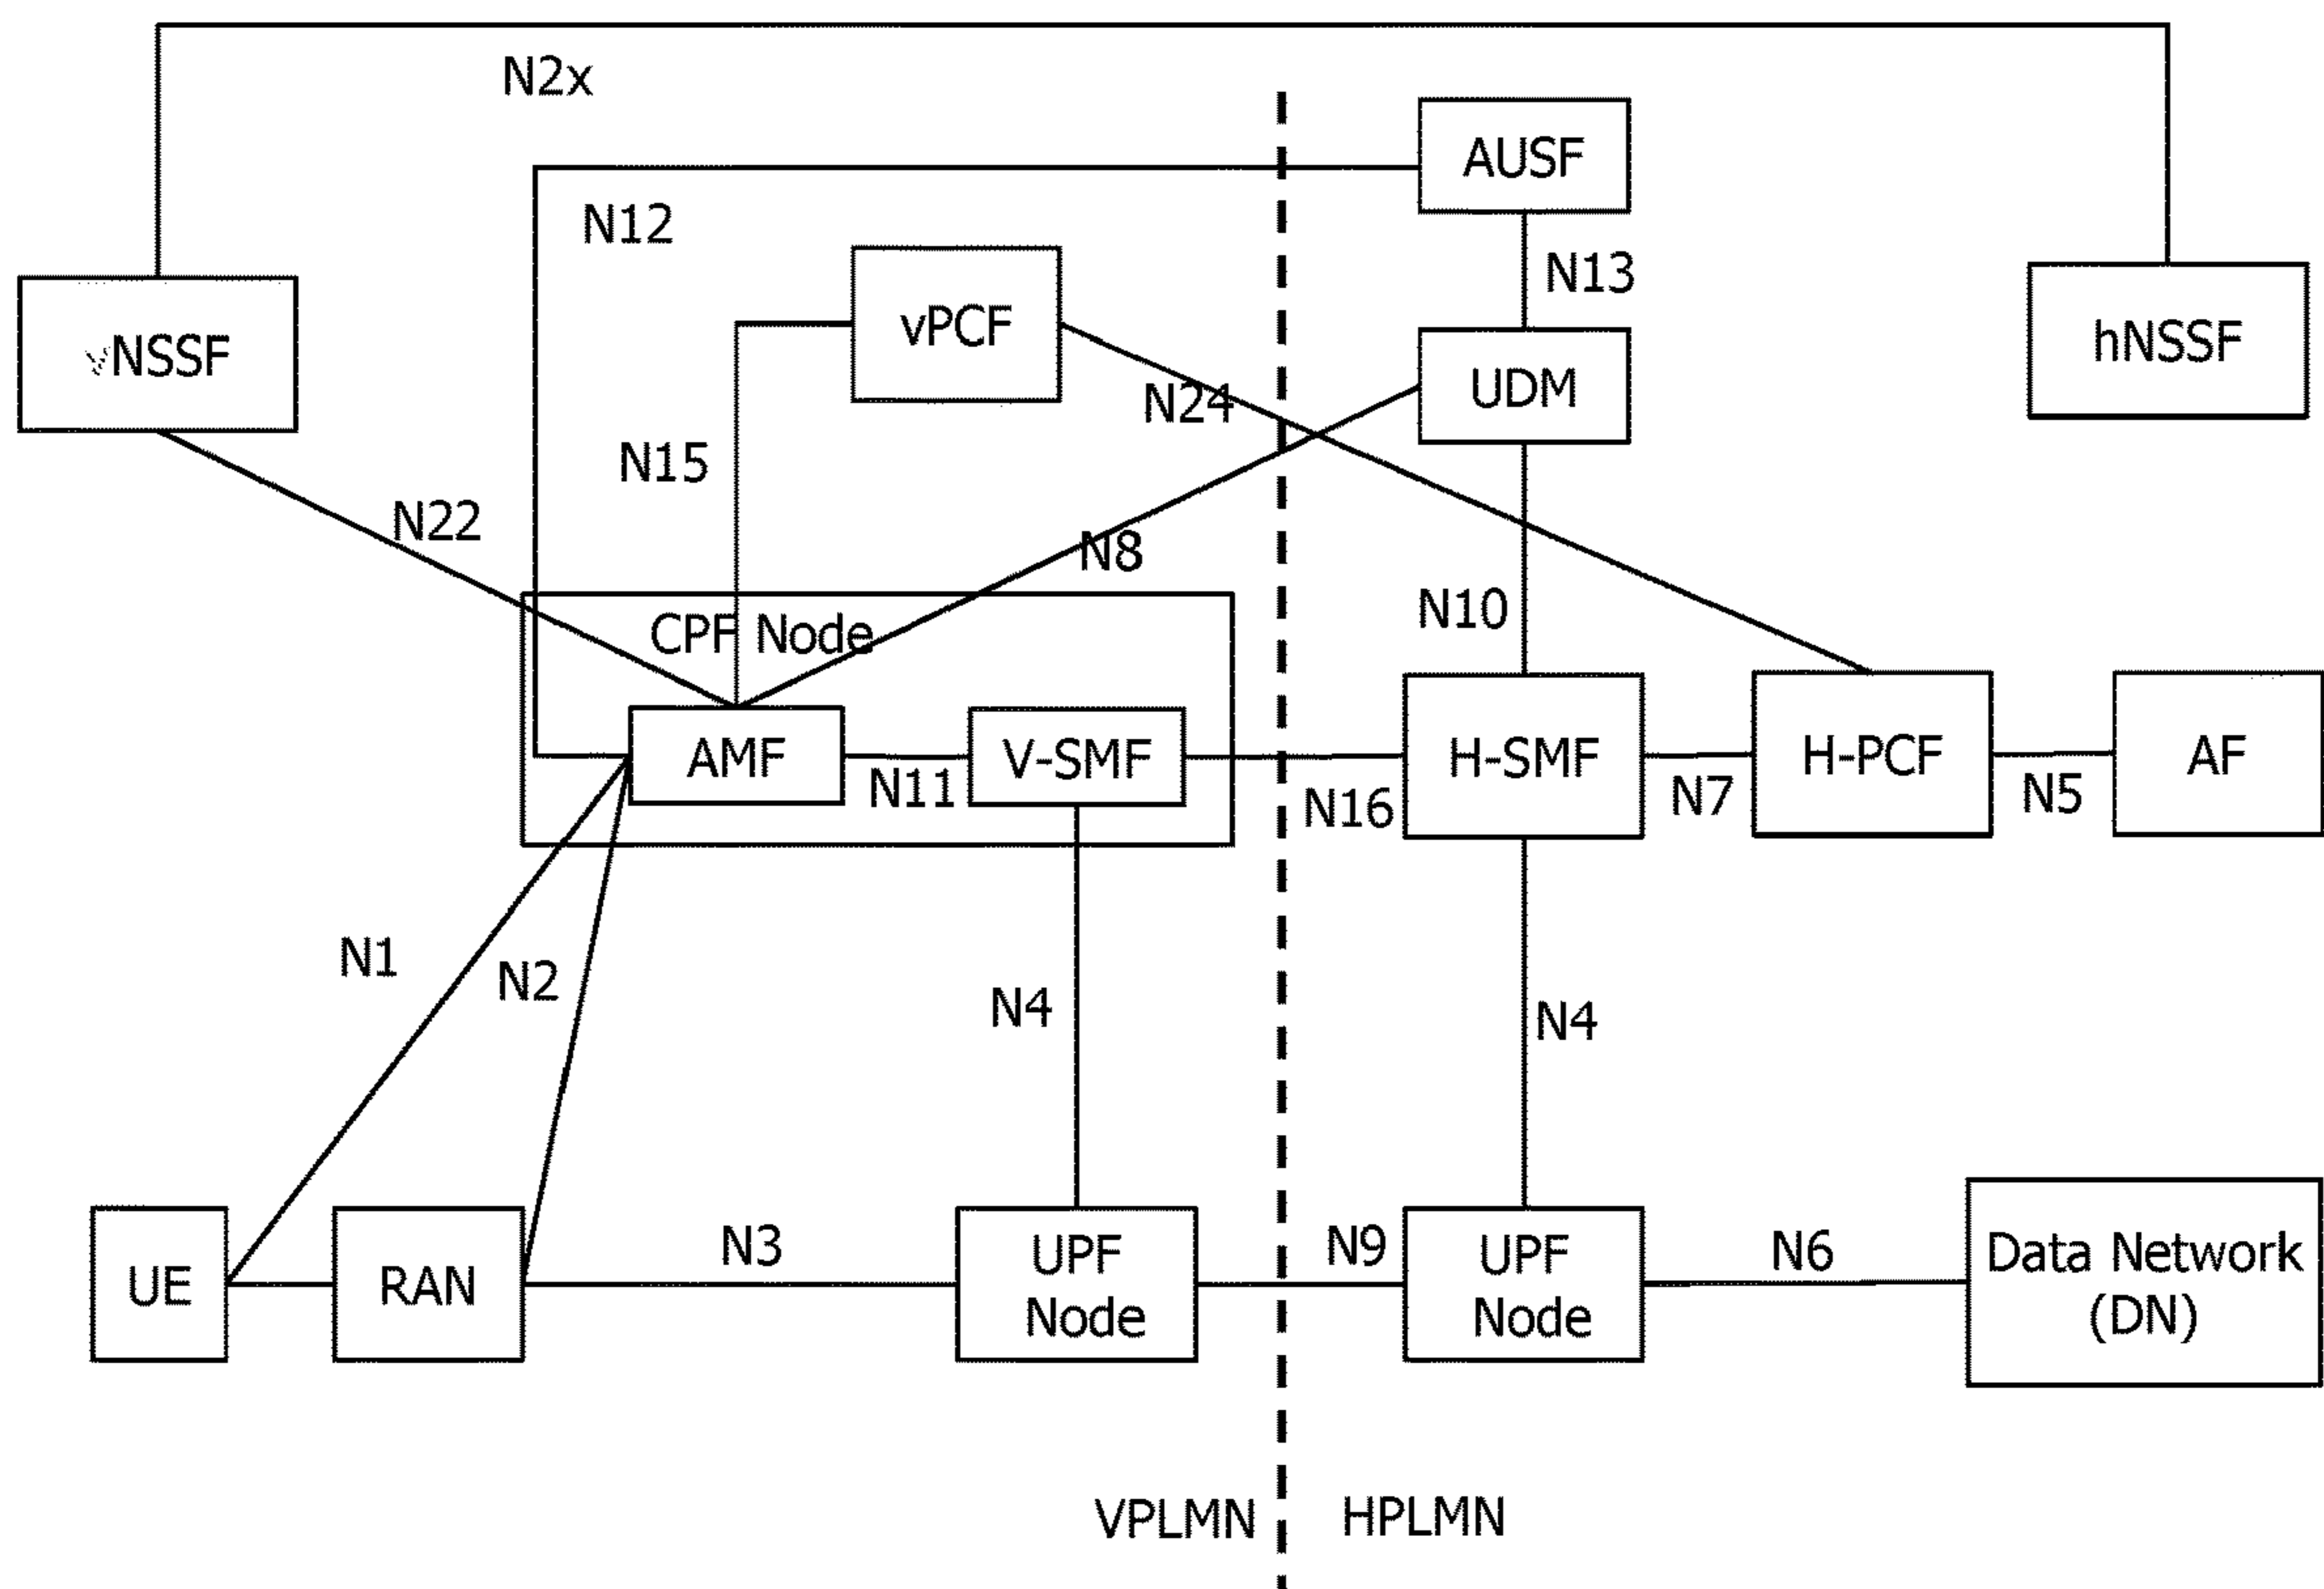 N2x
AUSF
N12
N13
vNSSF
vPCF
hNSSF
UDM
N24
N15
N22
N8
N10
CPF Node
AMF
N11
V-SMF
N16
H-SMF
N7
H-PCF
N5
AF
N1
N2
N4
N4
UE
RAN
N3
UPF
Node
N9
UPF
Node
N6
Data Network
(DN)
VPLMN
HPLMN